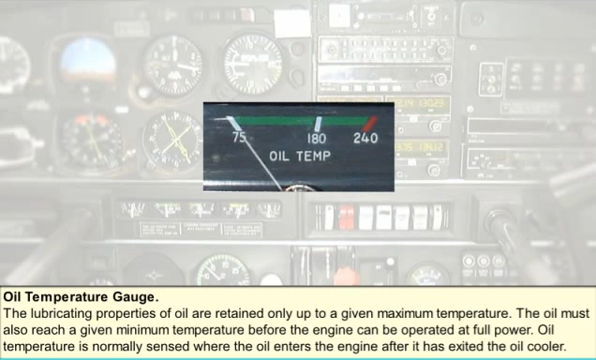 75 180 240
OIL TEMP
Oil Temperature Gauge.
The lubricating properties of oil are retained only up to a given maximum temperature. The oil must
also reach a given minimum temperature before the engine can be operated at full power. Oil
temperature is normally sensed where the oil enters the engine after it has exited the oil cooler.